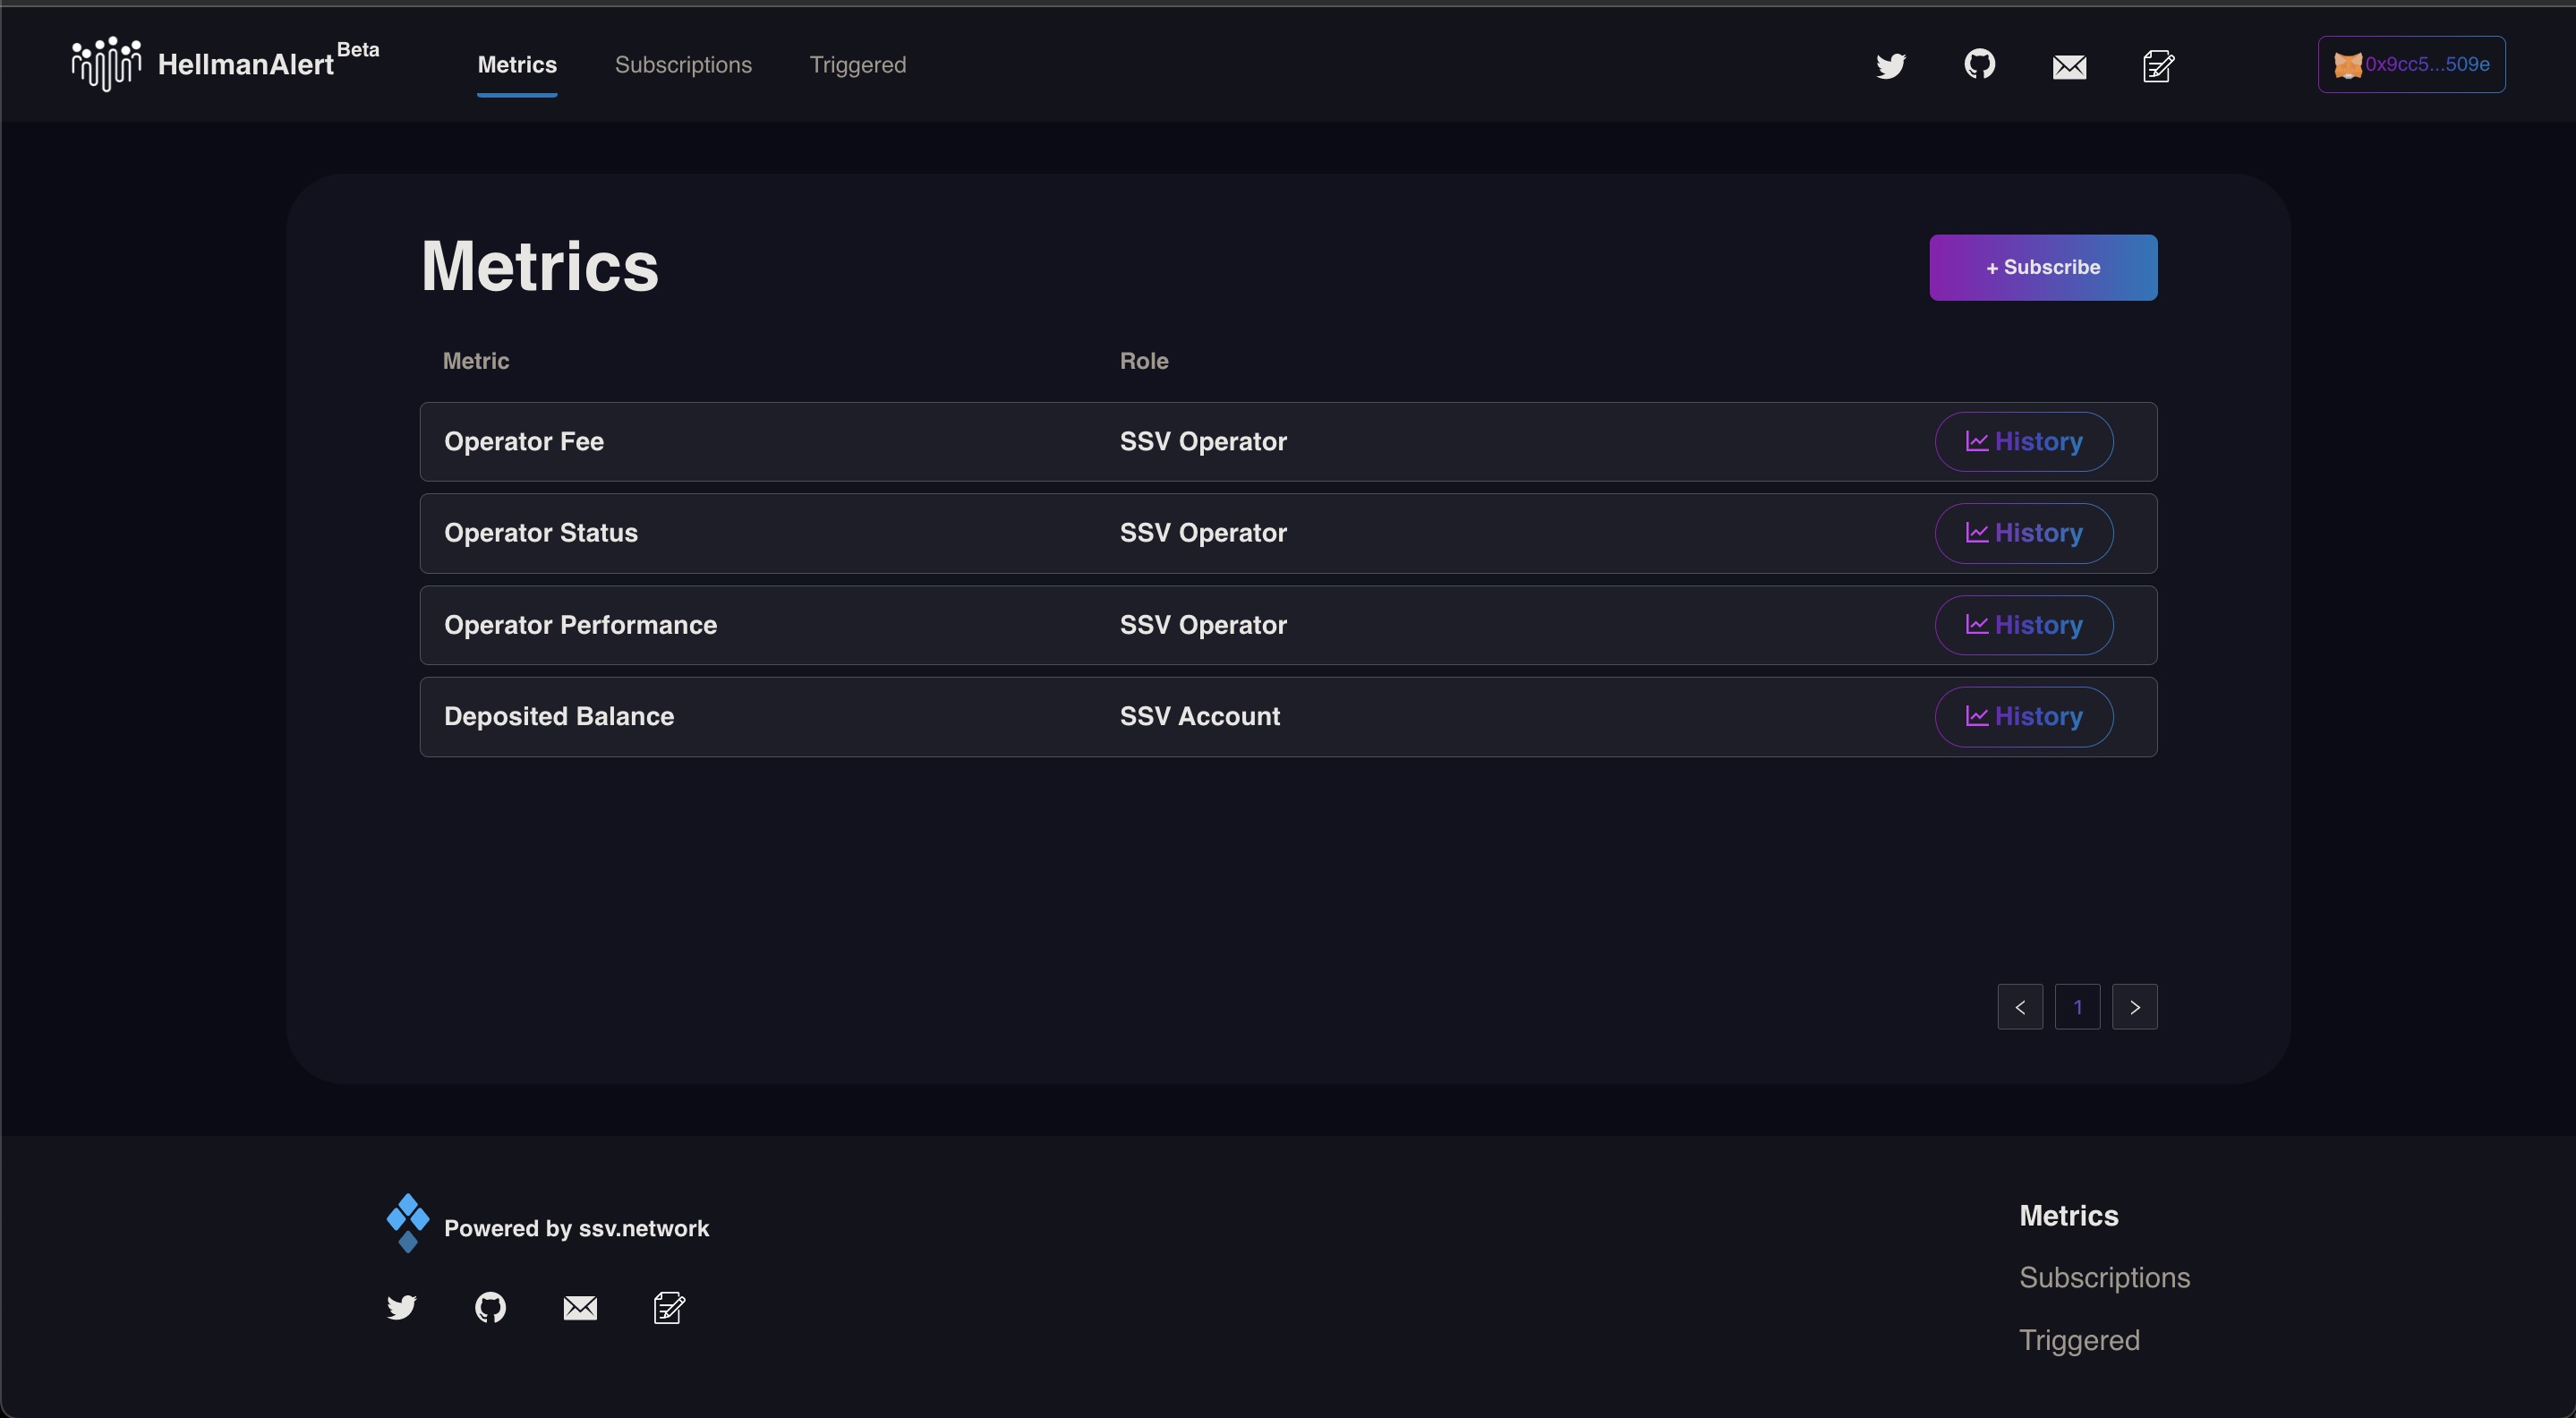 HellmanAlert Beta
Metrics
Subscriptions
Triggered
0x9cc5...509e
Metrics
+ Subscribe
Metric
Role
Operator Fee
SSV Operator
History
Operator Status
SSV Operator
History
Operator Performance
SSV Operator
History
Deposited Balance
SSV Account
History
<
1
>
Powered by ssv.network
Metrics
Subscriptions
Triggered